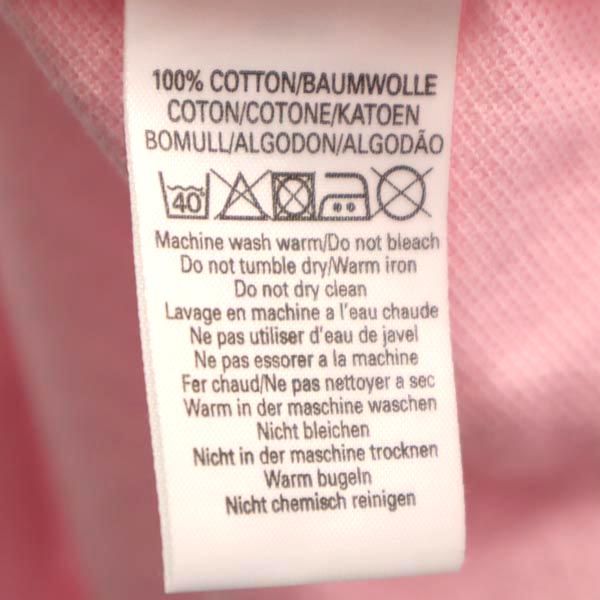 100% COTTON/BAUMWOLLE
COTON/COTONE/KATOEN
BOMULL/ALGODON/ALGODÃO
40
Machine wash warm/Do not bleach
Do not tumble dry/Warm iron
Do not dry clean
Lavage en machine a l'eau chaude
Ne pas utiliser d'eau de javel
Ne pas essorer a la machine
Fer chaud/Ne pas nettoyer a sec
Warm in der maschine waschen
Nicht bleichen
Nicht in der maschine trocknen
Warm bugeln
Nicht chemisch reinigen